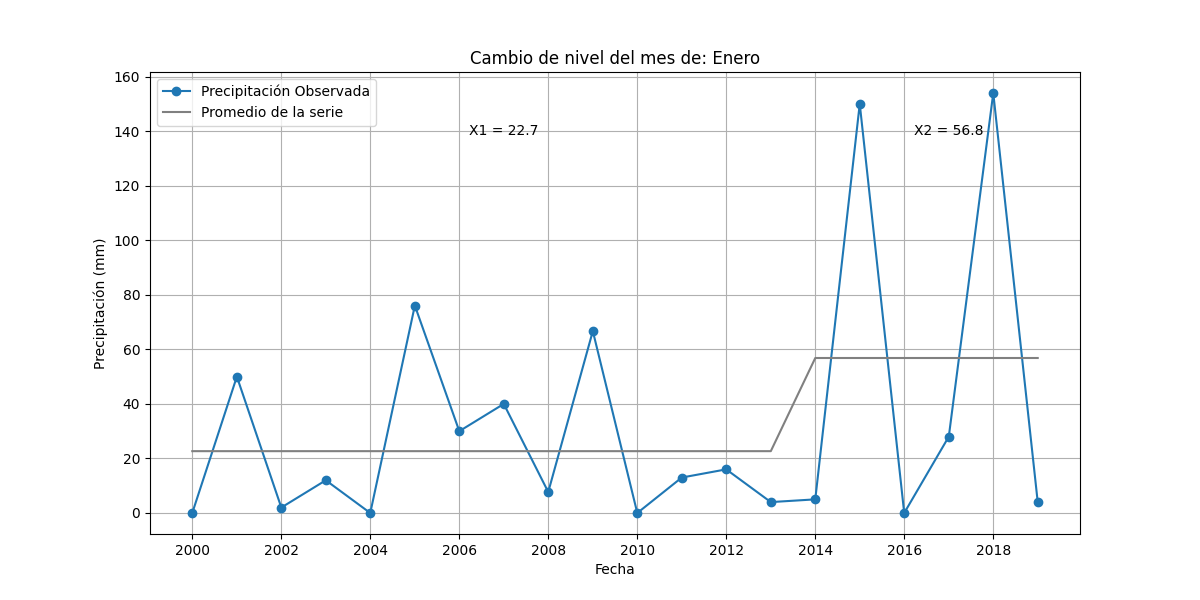 Cambio de nivel del mes de: Enero
Precipitación Observada
Promedio de la serie
X1 = 22.7
X2 = 56.8
Precipitación (mm)
160
140
120
100
80
60
40
20
0
2000 2002 2004 2006 2008 2010 2012 2014 2016 2018
Fecha